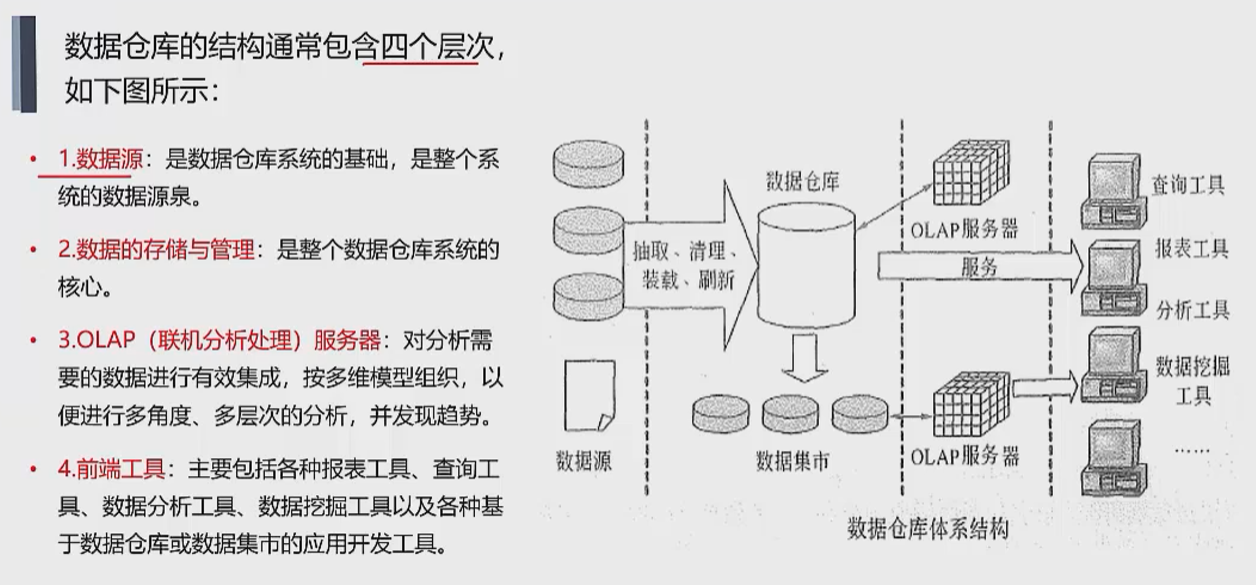 数据仓库的结构通常包含四个层次，
如下图所示：
• 1.数据源：是数据仓库系统的基础，是整个系
统的数据源泉。
• 2.数据的存储与管理：是整个数据仓库系统的
核心。
• 3.OLAP（联机分析处理）服务器：对分析需
要的数据进行有效集成，按多维模型组织，以
便进行多角度、多层次的分析，并发现趋势。
• 4.前端工具：主要包括各种报表工具、查询工
具、数据分析工具、数据挖掘工具以及各种基
于数据仓库或数据集市的应用开发工具。
数据源
抽取、清理、
装载、刷新
数据仓库
数据集市
OLAP服务器
服务
OLAP服务器
查询工具
报表工具
分析工具
数据挖掘
工具
……
数据仓库体系结构